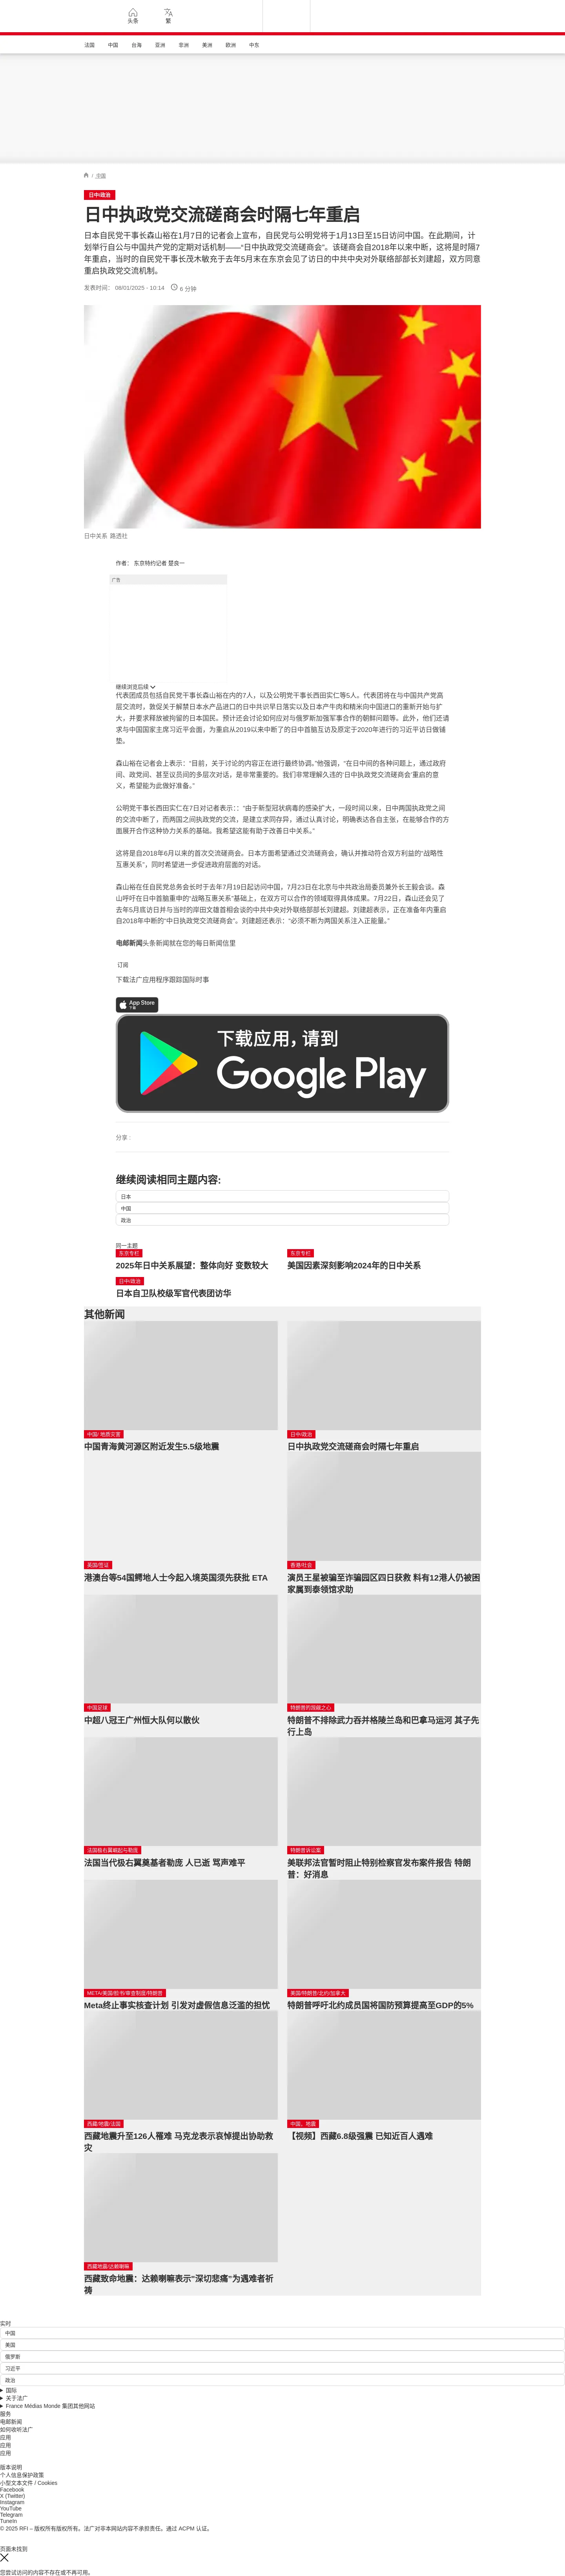 头条
繁
法国
中国
台海
亚洲
非洲
美洲
欧洲
中东
/ 中国
日中/政治
日中执政党交流磋商会时隔七年重启
日本自民党干事长森山裕在1月7日的记者会上宣布，自民党与公明党将于1月13日至15日访问中国。在此期间，计
划举行自公与中国共产党的定期对话机制——“日中执政党交流磋商会”。该磋商会自2018年以来中断，这将是时隔7
年重启，当时的自民党干事长茂木敏充于去年5月末在东京会见了访日的中共中央对外联络部部长刘建超，双方同意
重启执政党交流机制。
发表时间： 08/01/2025 - 10:14 6 分钟
日中关系 路透社
作者： 东京特约记者 暨良一
广告
继续浏览后续
代表团成员包括自民党干事长森山裕在内的7人，以及公明党干事长西田实仁等5人。代表团将在与中国共产党高
层交流时，敦促关于解禁日本水产品进口的日中共识早日落实以及日本产牛肉和精米向中国进口的重新开始与扩
大，并要求释放被拘留的日本国民。预计还会讨论如何应对与俄罗斯加强军事合作的朝鲜问题等。此外，他们还请
求与中国国家主席习近平会面，为重启从2019以来中断了的日中首脑互访及原定于2020年进行的习近平访日做铺
垫。
森山裕在记者会上表示：“目前，关于讨论的内容正在进行最终协调。”他强调，“在日中间的各种问题上，通过政府
间、政党间、甚至议员间的多层次对话，是非常重要的。我们非常理解久违的‘日中执政党交流磋商会’重启的意
义，希望能为此做好准备。”
公明党干事长西田实仁在7日对记者表示:：“由于新型冠状病毒的感染扩大，一段时间以来，日中两国执政党之间
的交流中断了，而两国之间执政党的交流，是建立求同存异，通过认真讨论，明确表达各自主张，在能够合作的方
面展开合作这种协力关系的基础。我希望这能有助于改善日中关系。”
这将是自2018年6月以来的首次交流磋商会。日本方面希望通过交流磋商会，确认并推动符合双方利益的“战略性
互惠关系”，同时希望进一步促进政府层面的对话。
森山裕在任自民党总务会长时于去年7月19日起访问中国，7月23日在北京与中共政治局委员兼外长王毅会谈。森
山呼吁在日中首脑重申的“战略互惠关系”基础上，在双方可以合作的领域取得具体成果。7月22日，森山还会见了
去年5月底访日并与当时的岸田文雄首相会谈的中共中央对外联络部部长刘建超。刘建超表示，正在准备年内重启
自2018年中断的“中日执政党交流磋商会”。刘建超还表示：“必须不断为两国关注注入正能量。”
电邮新闻头条新闻就在您的每日新闻信里
订阅
下载法广应用程序跟踪国际时事
App Store
下载
下载应用，请到
Google Play
分享 :
继续阅读相同主题内容:
日本
中国
政治
同一主题
东京专栏
2025年日中关系展望：整体向好 变数较大
东京专栏
美国因素深刻影响2024年的日中关系
日中/政治
日本自卫队校级军官代表团访华
其他新闻
中国/ 地质灾害
中国青海黄河源区附近发生5.5级地震
日中/政治
日中执政党交流磋商会时隔七年重启
英国/签证
港澳台等54国鳄地人士今起入境英国须先获批 ETA
香港/社会
演员王星被骗至诈骗园区四日获救 料有12港人仍被困
家属到泰领馆求助
中国足球
中超八冠王广州恒大队何以散伙
特朗普的领疆之心
特朗普不排除武力吞并格陵兰岛和巴拿马运河 其子先
行上岛
法国极右翼崛起与勒庞
法国当代极右翼奠基者勒庞 人已逝 骂声难平
特朗普诉讼案
美联邦法官暂时阻止特别检察官发布案件报告 特朗
普：好消息
META/美国/脸书/审查制度/特朗普
Meta终止事实核查计划 引发对虚假信息泛滥的担忧
美国/特朗普/北约/加拿大
特朗普呼吁北约成员国将国防预算提高至GDP的5%
西藏/地震/法国
西藏地震升至126人罹难 马克龙表示哀悼提出协助救
灾
中国、地震
【视频】西藏6.8级强震 已知近百人遇难
西藏地震/达赖喇嘛
西藏致命地震：达赖喇嘛表示"深切悲痛"为遇难者祈
祷
实时
中国
美国
俄罗斯
习近平
政治
国际
关于法广
France Médias Monde 集团其他网站
服务
电邮新闻
如何收听法广
应用
应用
应用
版本说明
个人信息保护政策
小型文本文件 / Cookies
Facebook
X (Twitter)
Instagram
YouTube
Telegram
TuneIn
© 2025 RFI – 版权所有版权所有。法广对非本网站内容不承担责任。通过 ACPM 认证。
页面未找到
您尝试访问的内容不存在或不再可用。